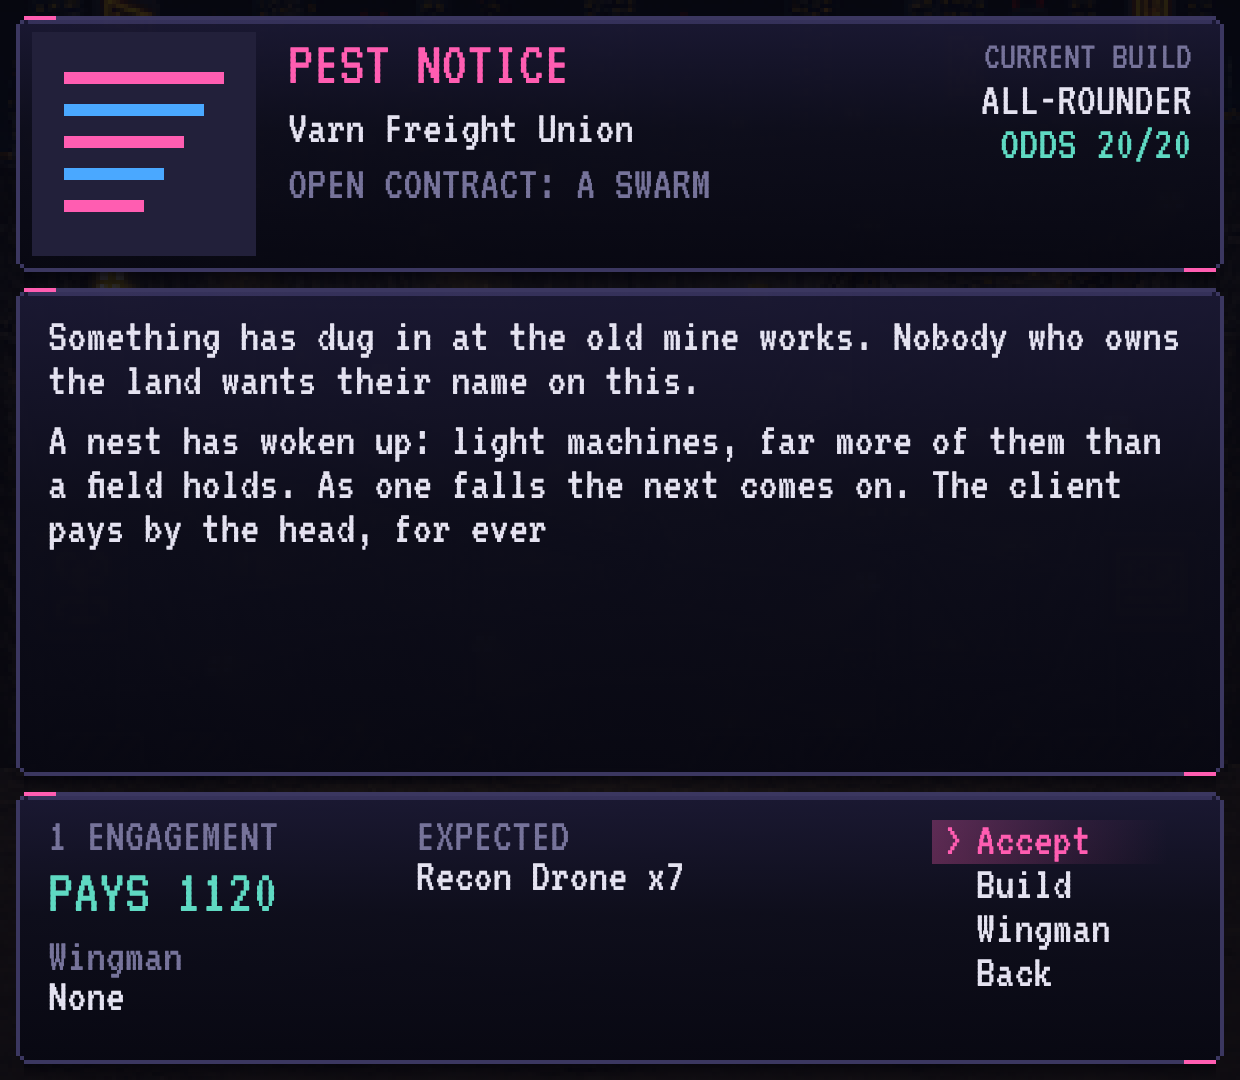 PEST NOTICE
Varn Freight Union
OPEN CONTRACT: A SWARM
CURRENT BUILD
ALL-ROUNDER
ODDS 20/20
Something has dug in at the old mine works. Nobody who owns
the land wants their name on this.
A nest has woken up: light machines, far more of them than
a field holds. As one falls the next comes on. The client
pays by the head, for ever
1 ENGAGEMENT
PAYS 1120
Wingman
None
EXPECTED
Recon Drone x7
> Accept
Build
Wingman
Back